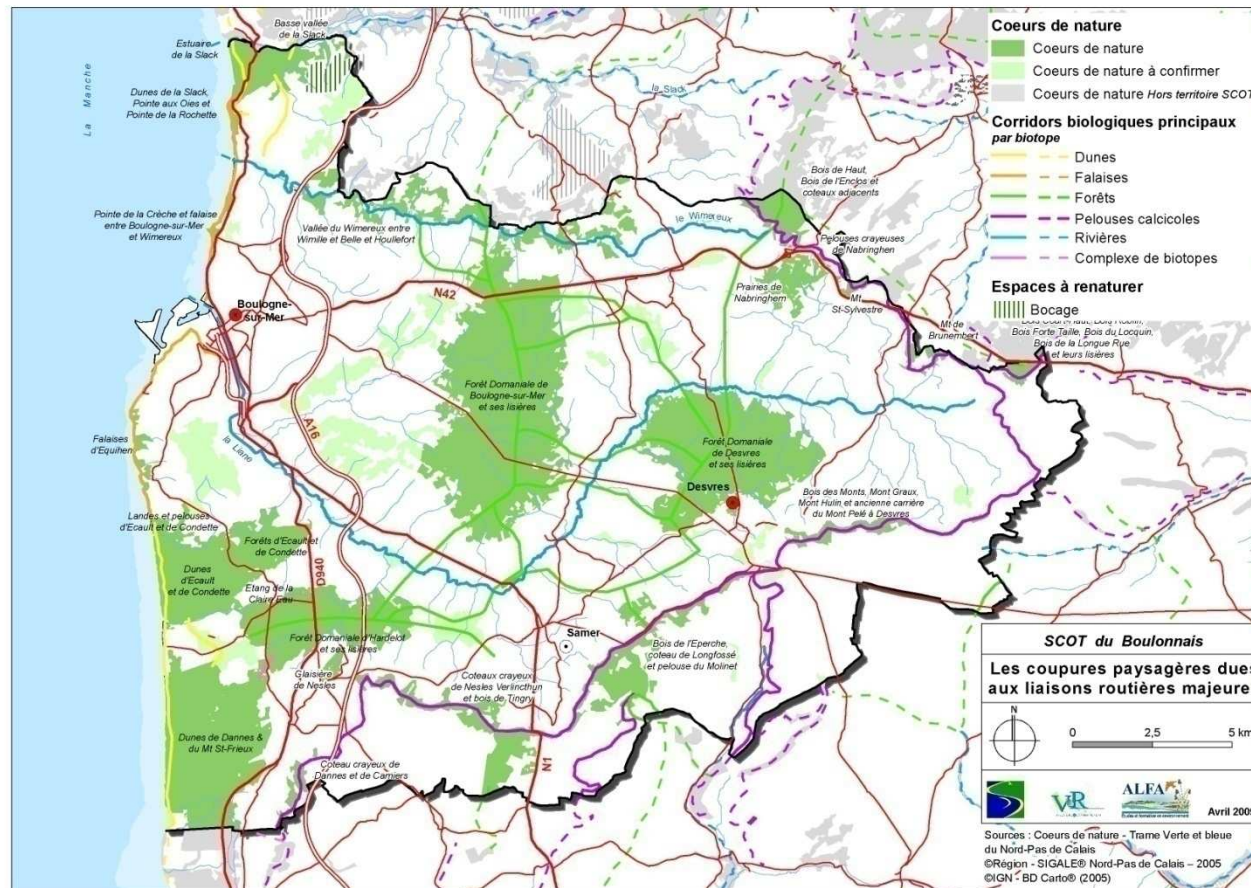 Basse vallée
de la Slack
Estuaire
de la Slack
La Manche
Dunes de la Slack,
Pointe aux Oies et
Pointe de la Rochette
la Slack
Bois de Haut,
Bois de l'Enclos et
coteaux adjacents
Pointe de la Crèche et falaise
entre Boulogne-sur-Mer
et Wimereux
Vallée du Wimereux entre
Wimille et Belle et Houllefort
le Wimereux
Pelouses crayeuses
de Nabringhen
Prairies de
Nabringhem
Mt
St-Sylvestre
Mt de
Brunembert
Bois Forte Taille, Bois du Locquin,
Bois de la Longue Rue
et leurs lisières
N42
Boulogne-
sur-Mer
Forêt Domaniale de
Boulogne-sur-Mer
et ses lisières
A16
la Liane
Falaises
d'Equihen
Forêt Domaniale
de Desvres
et ses lisières
Desvres
Bois des Monts, Mont Graux,
Mont Hulin et ancienne carrière
du Mont Pelé à Desvres
Landes et pelouses
d'Ecault et de Condette
Forêts d'Ecault et
de Condette
Dunes
d'Ecault
et de Condette
Etang de la
Claire Eau
D940
Forêt Domaniale d'Hardelot
et ses lisières
Samer
Bois de l'Eperche,
coteau de Longfossé
et pelouse du Molinet
Glaisière
de Nesles
Coteaux crayeux
de Nesles Verlincthun
et bois de Tingry
Dunes de Dannes &
du Mt St-Frieux
Coteau crayeux de
Dannes et de Camiers
N1
Coeurs de nature
Coeurs de nature
Coeurs de nature à confirmer
Coeurs de nature Hors territoire SCOT
Corridors biologiques principaux
par biotope
Dunes
Falaises
Forêts
Pelouses calcicoles
Rivières
Complexe de biotopes
Espaces à renaturer
Bocage
SCOT du Boulonnais
Les coupures paysagères dues
aux liaisons routières majeure
N
0 2,5 5 km
ALFA
Avril 2009
Sources : Coeurs de nature - Trame Verte et bleue
du Nord-Pas de Calais
©Région - SIGALE® Nord-Pas de Calais – 2005
©IGN - BD Carto® (2005)